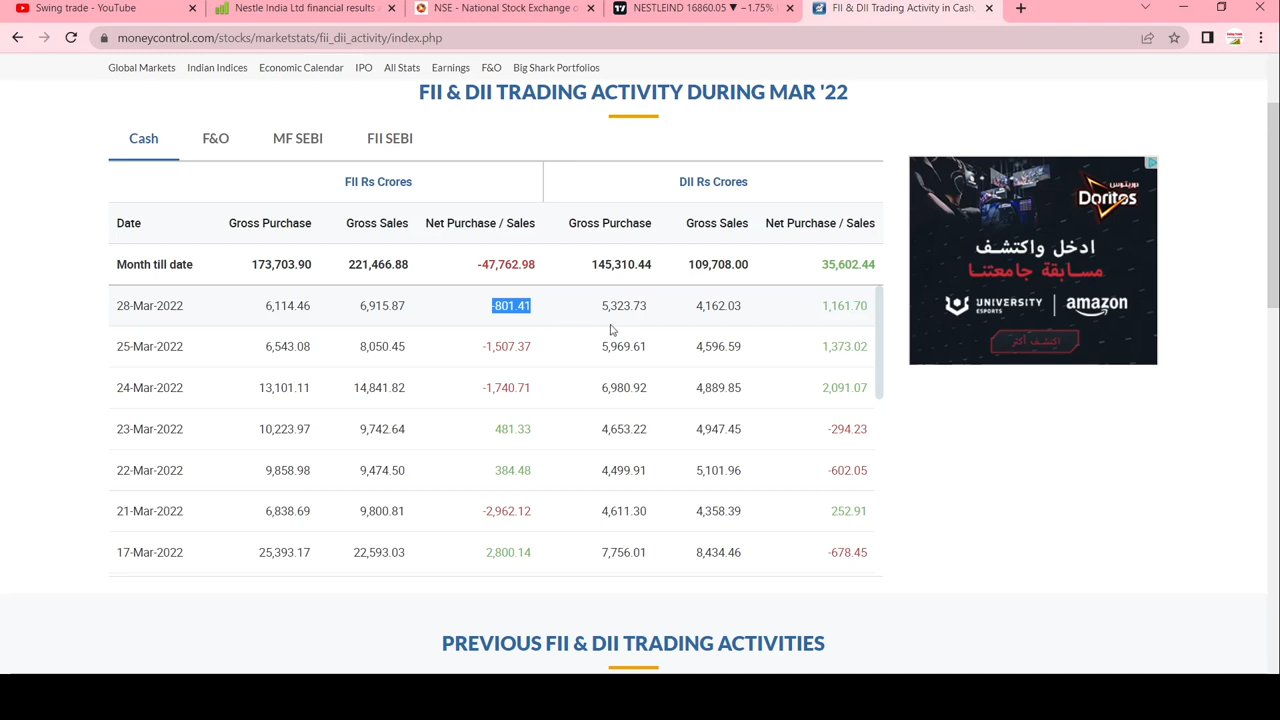 Swing trade - YouTube
Nestle India Ltd financial results
NSE - National Stock Exchange o
NESTLEIND 16860.05 ▼ −1.75%
FII & DII Trading Activity in Cash,
moneycontrol.com/stocks/marketstats/fii_dii_activity/index.php
Global Markets Indian Indices Economic Calendar IPO All Stats Earnings F&O Big Shark Portfolios
FII & DII TRADING ACTIVITY DURING MAR '22
Cash F&O MF SEBI FII SEBI
FII Rs Crores DII Rs Crores
Date Gross Purchase Gross Sales Net Purchase / Sales Gross Purchase Gross Sales Net Purchase / Sales
Month till date 173,703.90 221,466.88 -47,762.98 145,310.44 109,708.00 35,602.44
28-Mar-2022 6,114.46 6,915.87 -801.41 5,323.73 4,162.03 1,161.70
25-Mar-2022 6,543.08 8,050.45 -1,507.37 5,969.61 4,596.59 1,373.02
24-Mar-2022 13,101.11 14,841.82 -1,740.71 6,980.92 4,889.85 2,091.07
23-Mar-2022 10,223.97 9,742.64 481.33 4,653.22 4,947.45 -294.23
22-Mar-2022 9,858.98 9,474.50 384.48 4,499.91 5,101.96 -602.05
21-Mar-2022 6,838.69 9,800.81 -2,962.12 4,611.30 4,358.39 252.91
17-Mar-2022 25,393.17 22,593.03 2,800.14 7,756.01 8,434.46 -678.45
دوريتوس
Doritos
ادخل واكتشف
مسابقة جامعتنا
UNIVERSITY
ESPORTS
amazon
اكتشف أكثر
PREVIOUS FII & DII TRADING ACTIVITIES